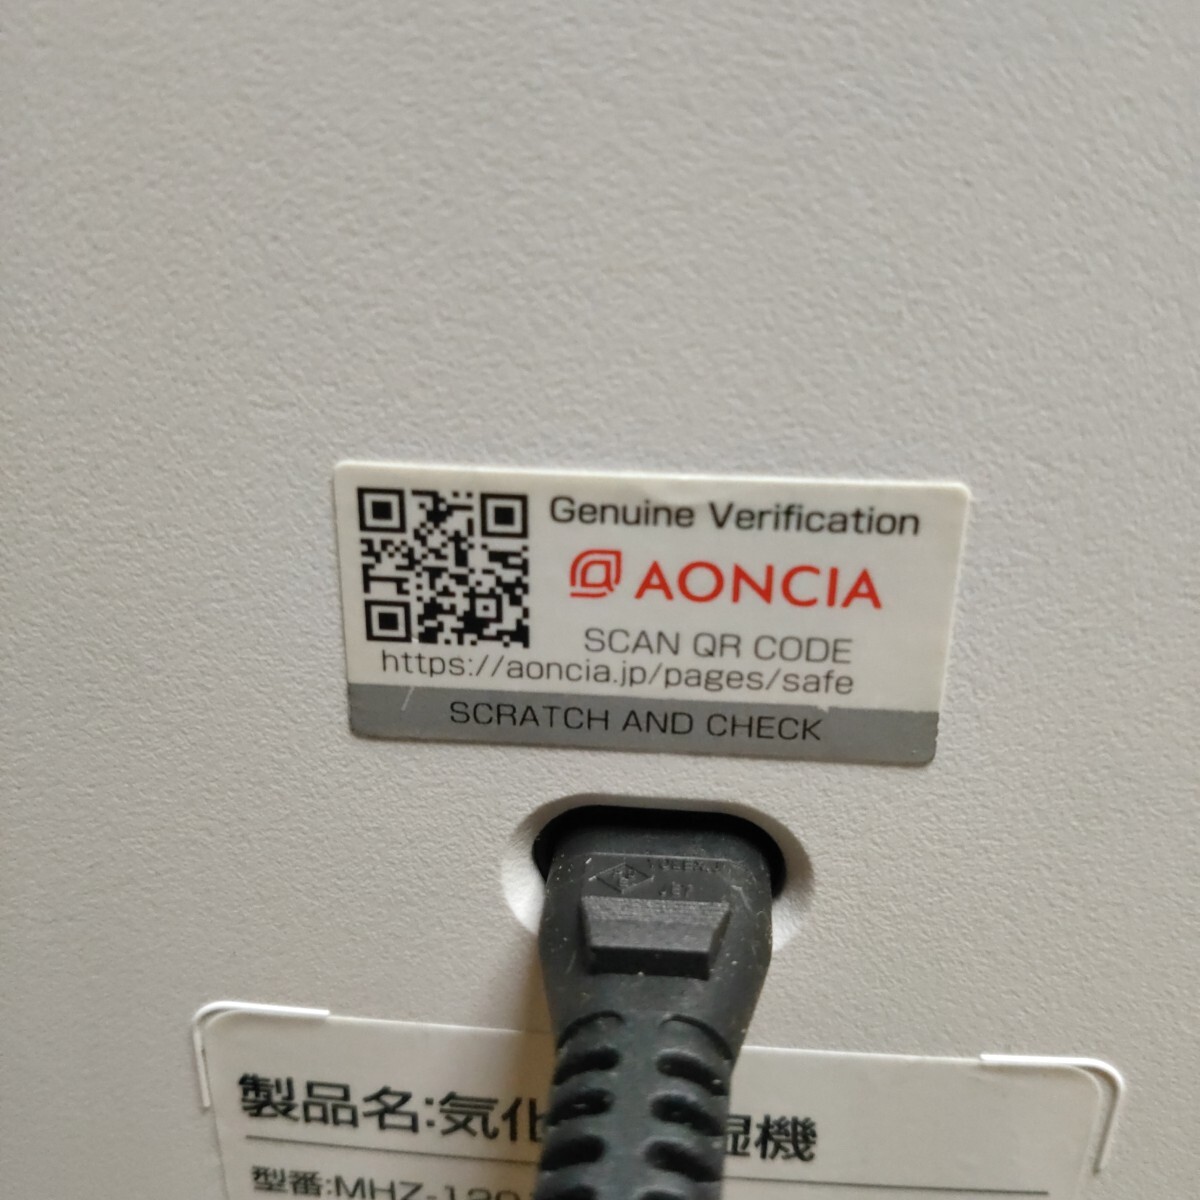 Genuine Verification
AONCIA
SCAN QR CODE
https://aoncia.jp/pages/safe
SCRATCH AND CHECK
製品名:気化 湿機
型番:MHZ-120